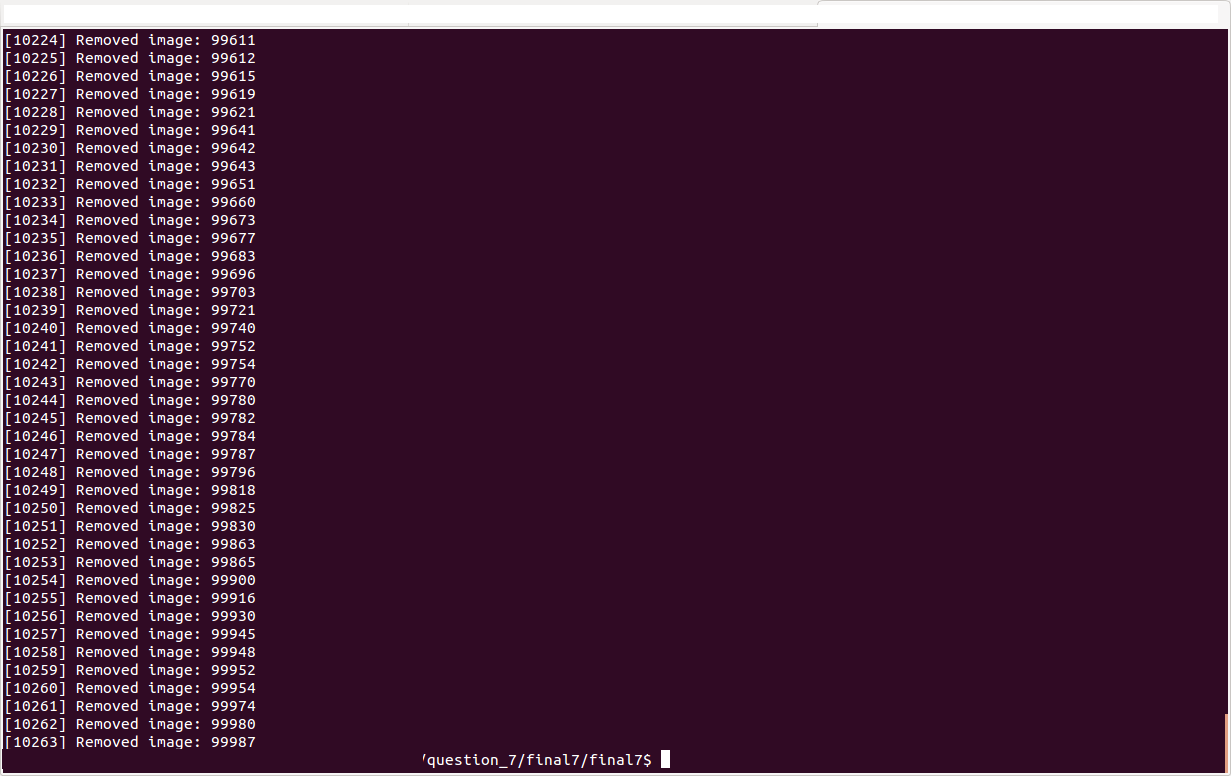 [10224] Removed image: 99611
[10225] Removed image: 99612
[10226] Removed image: 99615
[10227] Removed image: 99619
[10228] Removed image: 99621
[10229] Removed image: 99641
[10230] Removed image: 99642
[10231] Removed image: 99643
[10232] Removed image: 99651
[10233] Removed image: 99660
[10234] Removed image: 99673
[10235] Removed image: 99677
[10236] Removed image: 99683
[10237] Removed image: 99696
[10238] Removed image: 99703
[10239] Removed image: 99721
[10240] Removed image: 99740
[10241] Removed image: 99752
[10242] Removed image: 99754
[10243] Removed image: 99770
[10244] Removed image: 99780
[10245] Removed image: 99782
[10246] Removed image: 99784
[10247] Removed image: 99787
[10248] Removed image: 99796
[10249] Removed image: 99818
[10250] Removed image: 99825
[10251] Removed image: 99830
[10252] Removed image: 99863
[10253] Removed image: 99865
[10254] Removed image: 99900
[10255] Removed image: 99916
[10256] Removed image: 99930
[10257] Removed image: 99945
[10258] Removed image: 99948
[10259] Removed image: 99952
[10260] Removed image: 99954
[10261] Removed image: 99974
[10262] Removed image: 99980
[10263] Removed image: 99987
/question_7/final7/final7$